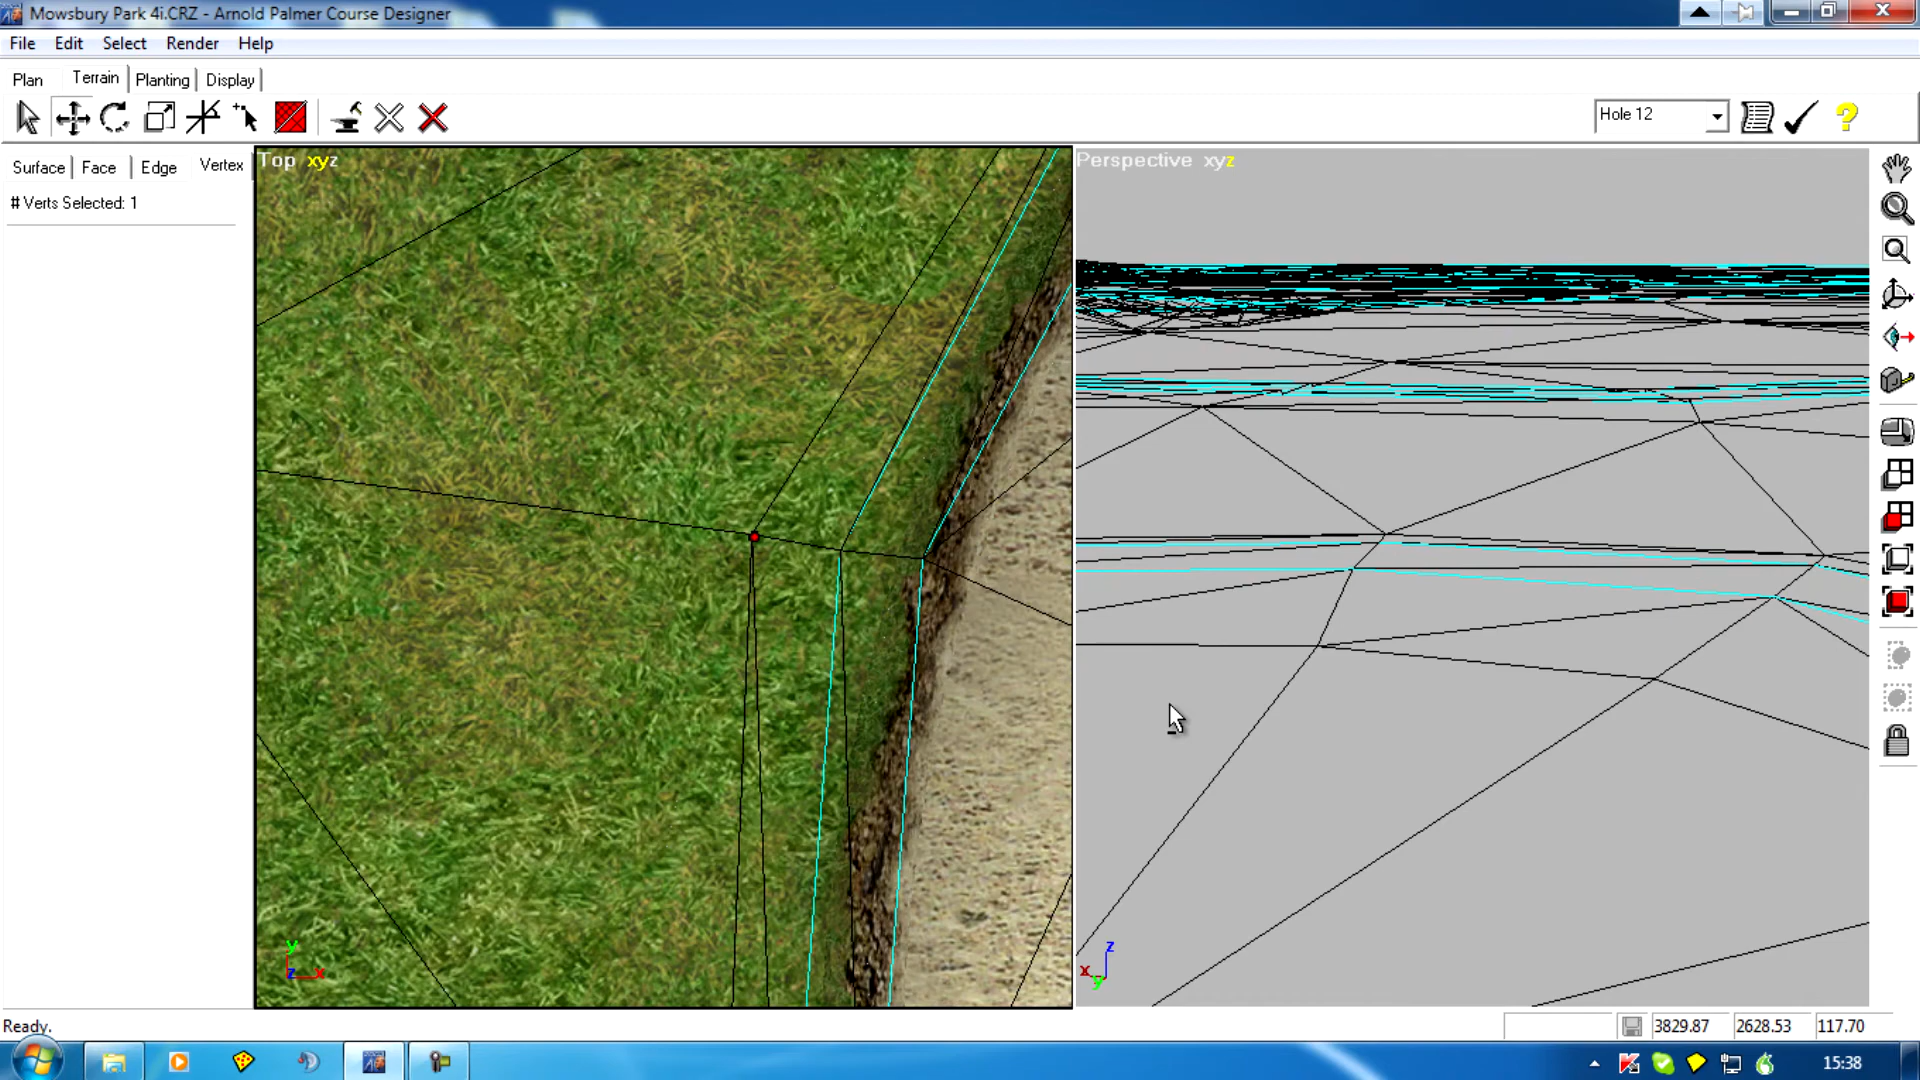 Mowsbury Park 4i.CRZ - Arnold Palmer Course Designer
File Edit Select Render Help
Plan Terrain Planting Display
Hole 12
?
Surface Face Edge Vertex
# Verts Selected: 1
Top xyz
Perspective xyz
y
z x
z
x
y
Ready.
3829.87 2628.53 117.70
15:38